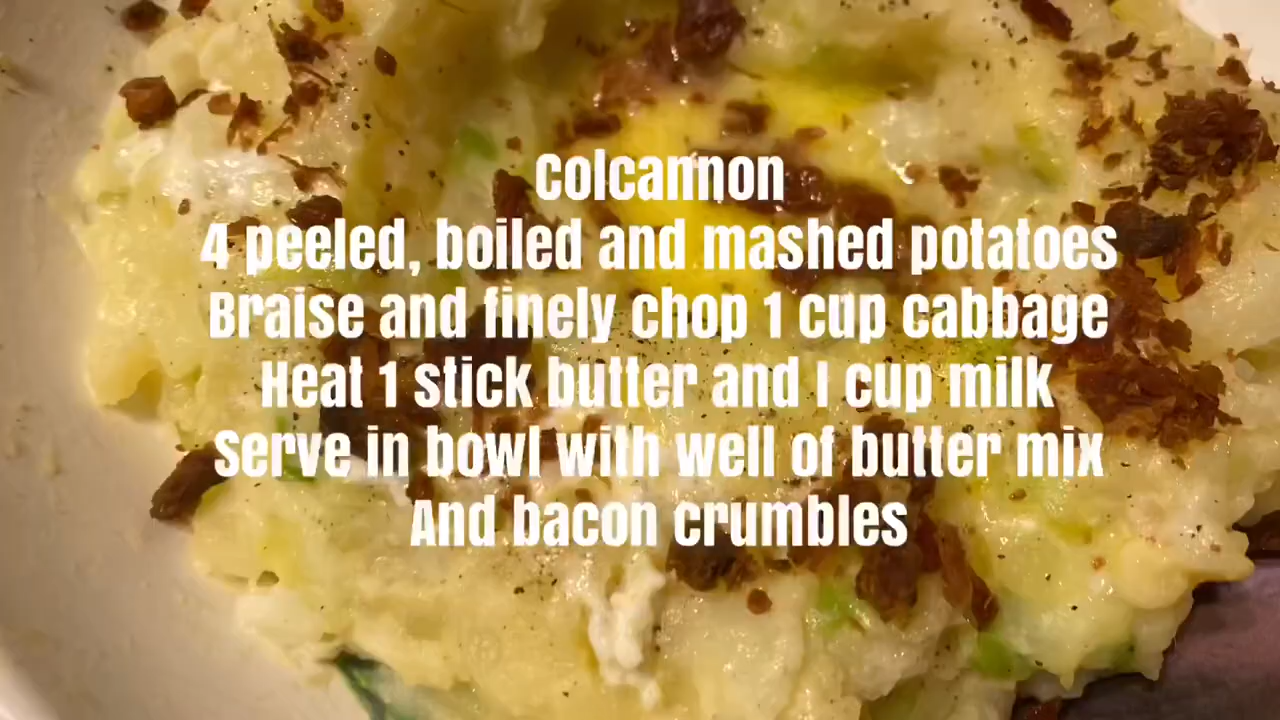 Colcannon
4 peeled, boiled and mashed potatoes
Braise and finely chop 1 cup cabbage
Heat 1 stick butter and I cup milk
Serve in bowl with well of butter mix
And bacon crumbles